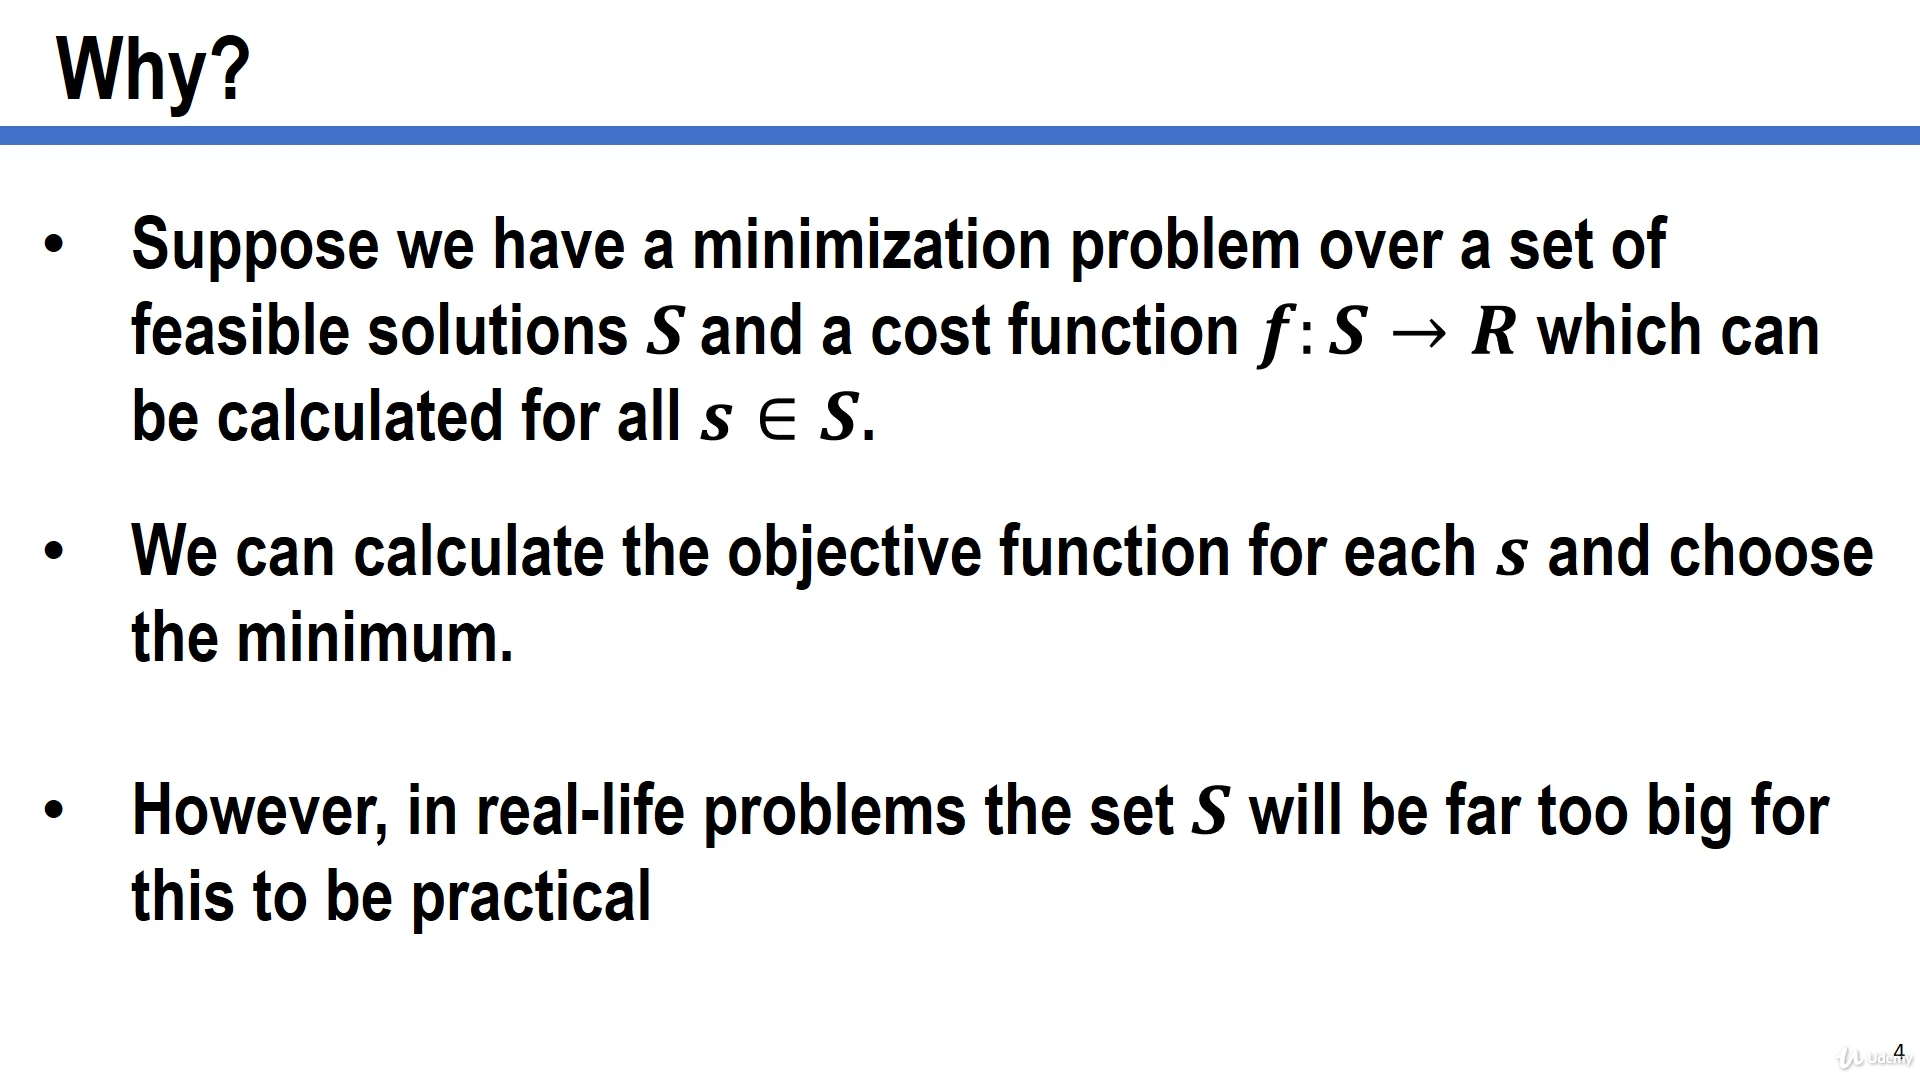 Why?
• Suppose we have a minimization problem over a set of
feasible solutions S and a cost function f: S → R which can
be calculated for all s ∈ S.
• We can calculate the objective function for each s and choose
the minimum.
• However, in real-life problems the set S will be far too big for
this to be practical
4
Udemy